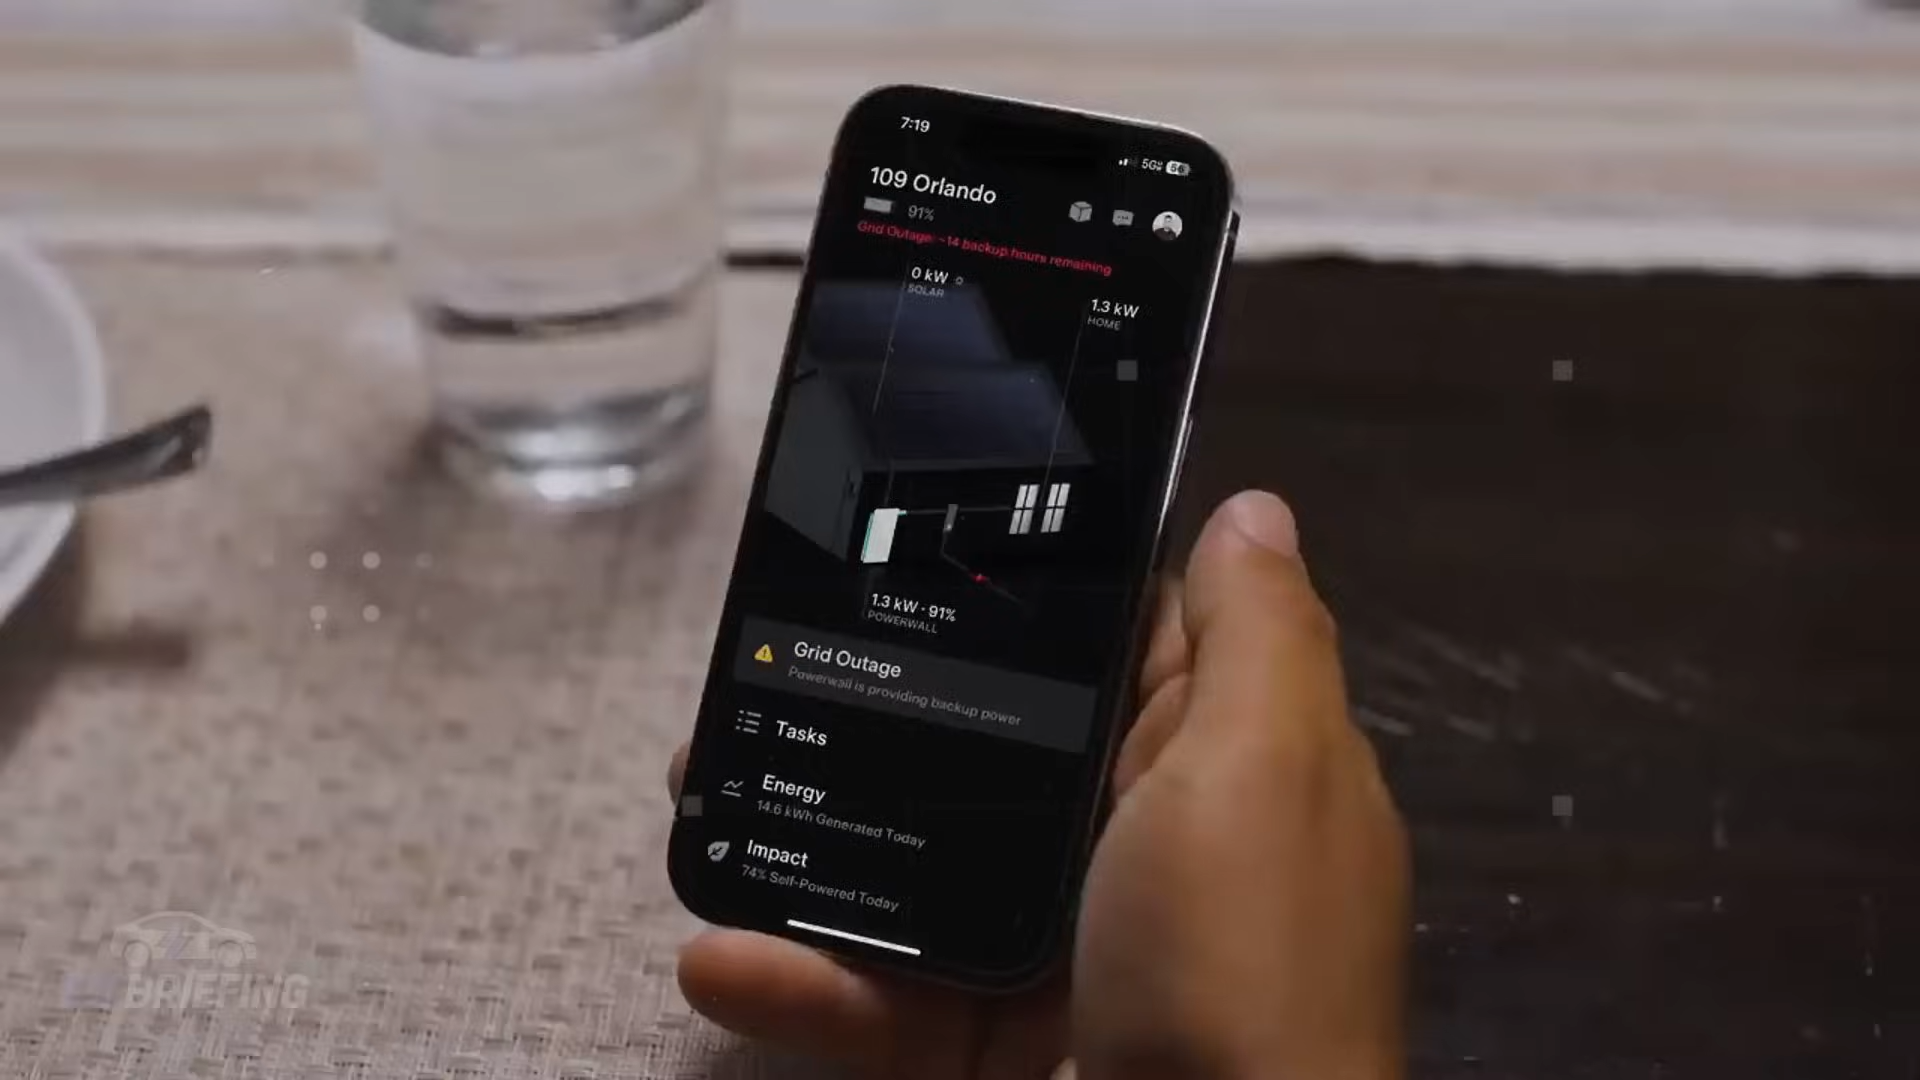 7:19
5G
56
109 Orlando
91%
Grid Outage: ~14 backup hours remaining
0 kW
SOLAR
1.3 kW
HOME
1.3 kW · 91%
POWERWALL
Grid Outage
Powerwall is providing backup power
Tasks
Energy
14.6 kWh Generated Today
Impact
74% Self-Powered Today
BRIEFING